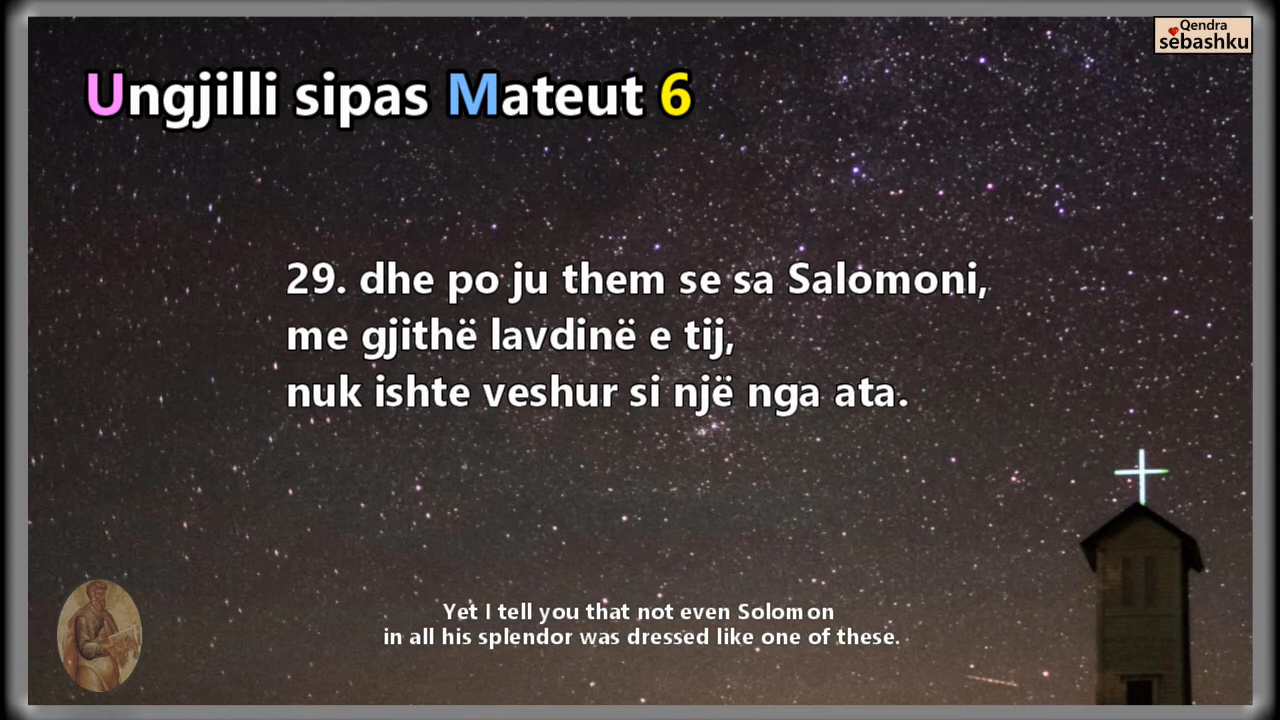 Qendra
sebashku
Ungjilli sipas Mateut 6
29. dhe po ju them se sa Salomoni,
me gjithë lavdinë e tij,
nuk ishte veshur si një nga ata.
Yet I tell you that not even Solomon
in all his splendor was dressed like one of these.